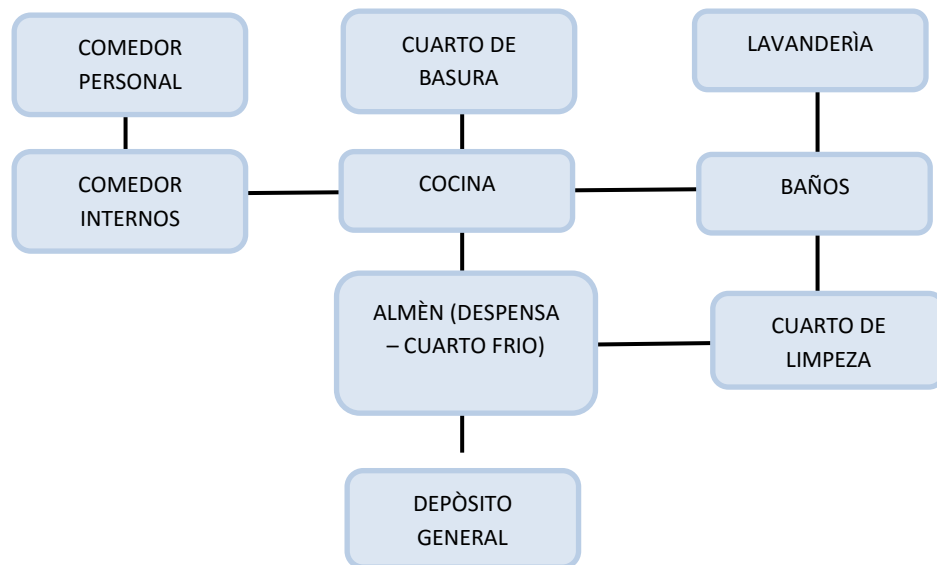 COMEDOR
PERSONAL
CUARTO DE
BASURA
LAVANDERÌA
COMEDOR
INTERNOS
COCINA
BAÑOS
ALMÈN (DESPENSA
– CUARTO FRIO)
CUARTO DE
LIMPEZA
DEPÒSITO
GENERAL